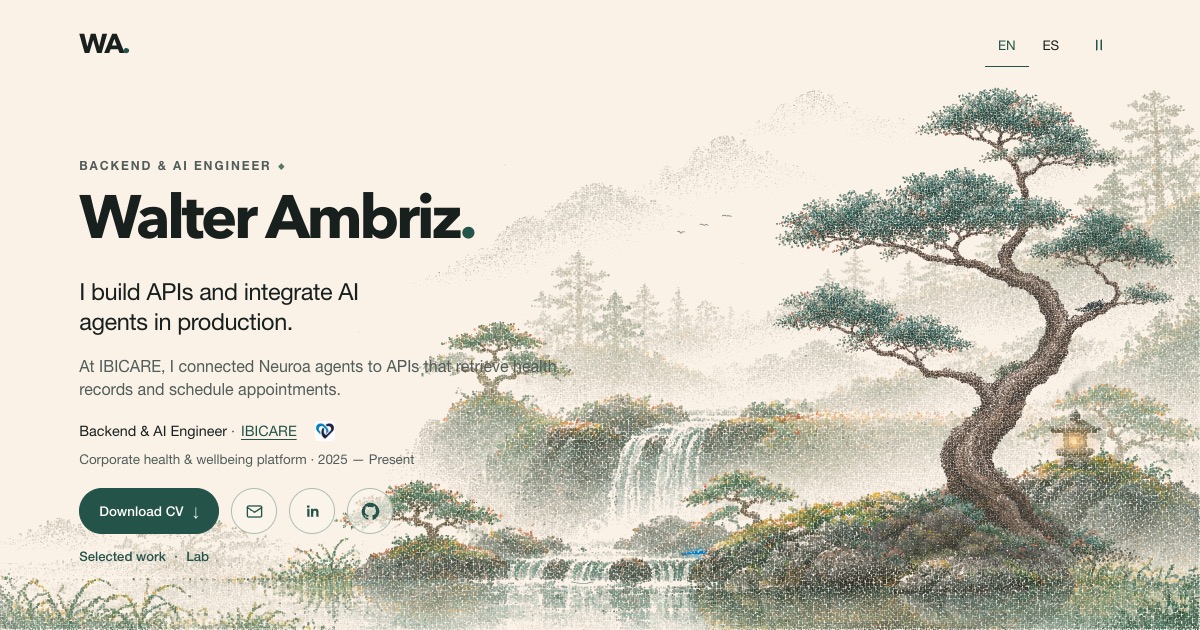 WA.
EN ES
BACKEND & AI ENGINEER
Walter Ambriz.
I build APIs and integrate AI
agents in production.
At IBICARE, I connected Neuroa agents to APIs that retrieve health
records and schedule appointments.
Backend & AI Engineer · IBICARE
Corporate health & wellbeing platform · 2025 — Present
Download CV ↓
in
Selected work · Lab